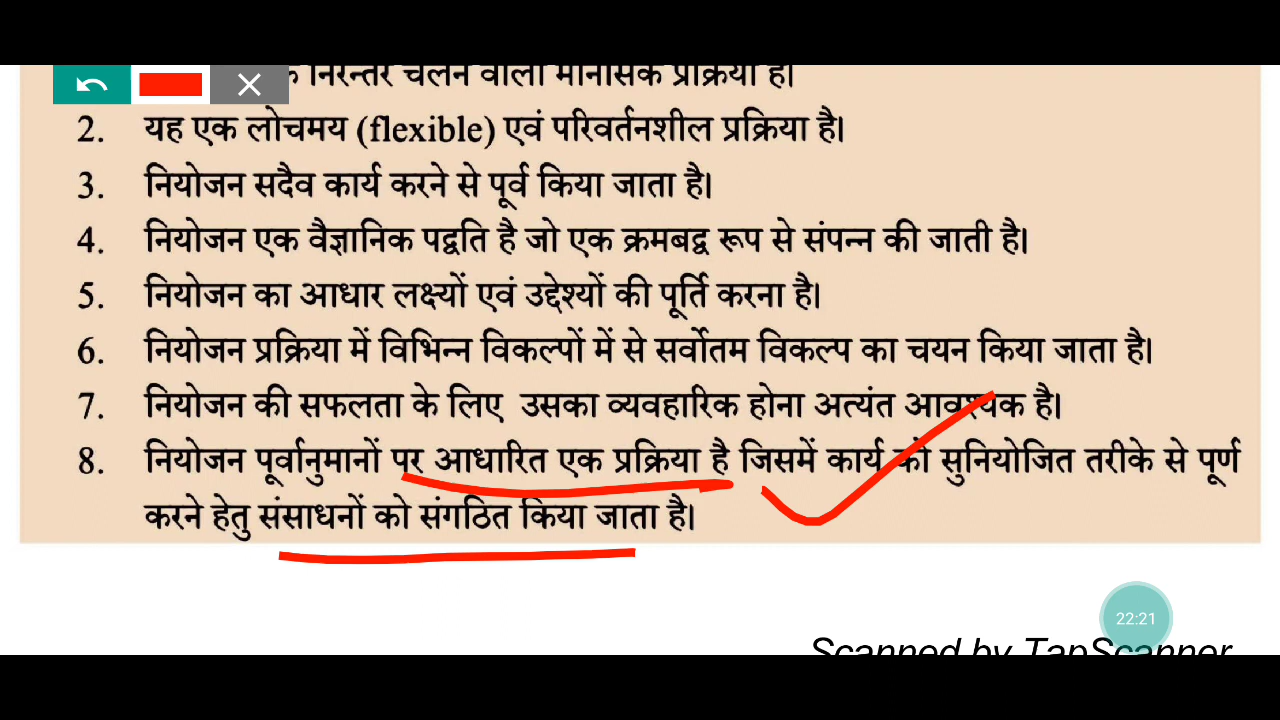 निरन्तर चलने वाली मानसिक प्रक्रिया है।
2. यह एक लोचमय (flexible) एवं परिवर्तनशील प्रक्रिया है।
3. नियोजन सदैव कार्य करने से पूर्व किया जाता है।
4. नियोजन एक वैज्ञानिक पद्वति है जो एक क्रमबद्व रूप से संपन्न की जाती है।
5. नियोजन का आधार लक्ष्यों एवं उद्देश्यों की पूर्ति करना है।
6. नियोजन प्रक्रिया में विभिन्न विकल्पों में से सर्वोतम विकल्प का चयन किया जाता है।
7. नियोजन की सफलता के लिए उसका व्यवहारिक होना अत्यंत आवश्यक है।
8. नियोजन पूर्वानुमानों पर आधारित एक प्रक्रिया है जिसमें कार्य को सुनियोजित तरीके से पूर्ण
करने हेतु संसाधनों को संगठित किया जाता है।
22:21
Scanned by TapScanner